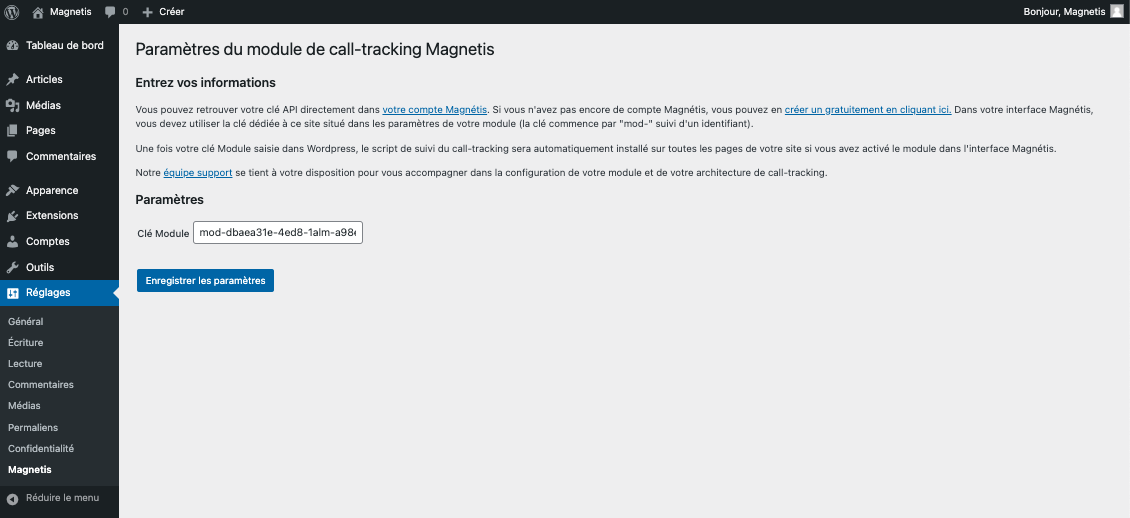 Magnetis 0 Créer Bonjour, Magnetis
Tableau de bord
Articles
Médias
Pages
Commentaires
Apparence
Extensions
Comptes
Outils
Réglages
Général
Écriture
Lecture
Commentaires
Médias
Permaliens
Confidentialité
Magnetis
Réduire le menu
Paramètres du module de call-tracking Magnetis
Entrez vos informations
Vous pouvez retrouver votre clé API directement dans votre compte Magnétis. Si vous n'avez pas encore de compte Magnétis, vous pouvez en créer un gratuitement en cliquant ici. Dans votre interface Magnétis,
vous devez utiliser la clé dédiée à ce site situé dans les paramètres de votre module (la clé commence par "mod-" suivi d'un identifiant).
Une fois votre clé Module saisie dans Wordpress, le script de suivi du call-tracking sera automatiquement installé sur toutes les pages de votre site si vous avez activé le module dans l'interface Magnétis.
Notre équipe support se tient à votre disposition pour vous accompagner dans la configuration de votre module et de votre architecture de call-tracking.
Paramètres
Clé Module mod-dbaea31e-4ed8-1alm-a98e
Enregistrer les paramètres